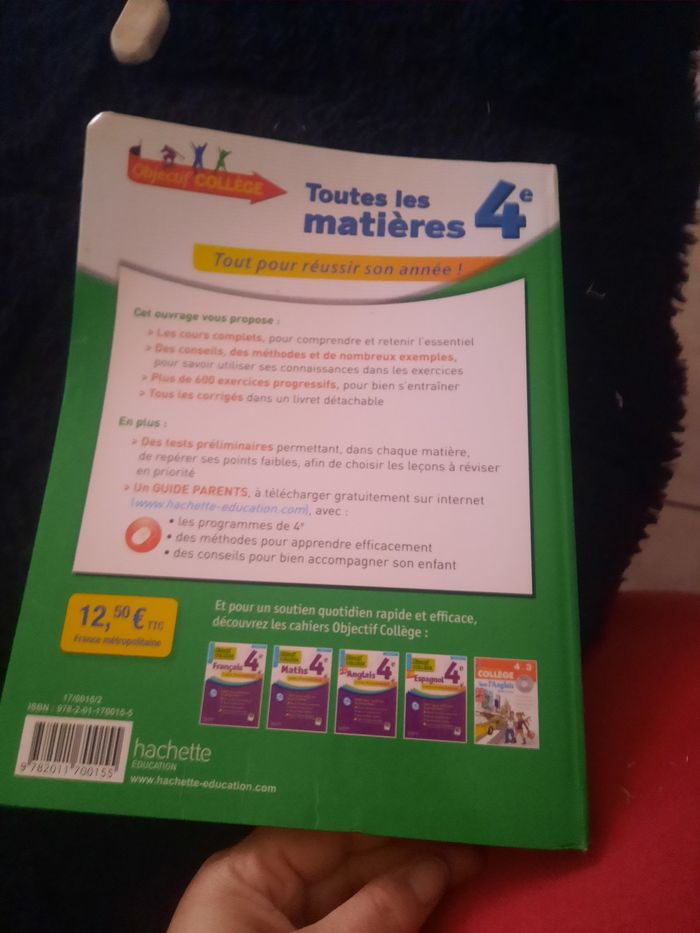 Objectif COLLÈGE
Toutes les
matières 4e
Tout pour réussir son année !
Cet ouvrage vous propose :
> Les cours complets, pour comprendre et retenir l'essentiel
> Des conseils, des méthodes et de nombreux exemples,
pour savoir utiliser ses connaissances dans les exercices
> Plus de 600 exercices progressifs, pour bien s'entraîner
> Tous les corrigés dans un livret détachable
En plus :
> Des tests préliminaires permettant, dans chaque matière,
de repérer ses points faibles, afin de choisir les leçons à réviser
en priorité
> Un GUIDE PARENTS, à télécharger gratuitement sur internet
(www.hachette-education.com), avec :
• les programmes de 4e
• des méthodes pour apprendre efficacement
• des conseils pour bien accompagner son enfant
12,50 € TTC
France métropolitaine
Et pour un soutien quotidien rapide et efficace,
découvrez les cahiers Objectif Collège :
Français 4e
Maths 4e
Anglais 4e
Espagnol 4e
COLLÈGE
17/0016/2
ISBN : 978-2-01-170016-5
9 782011 700155
hachette
ÉDUCATION
www.hachette-education.com